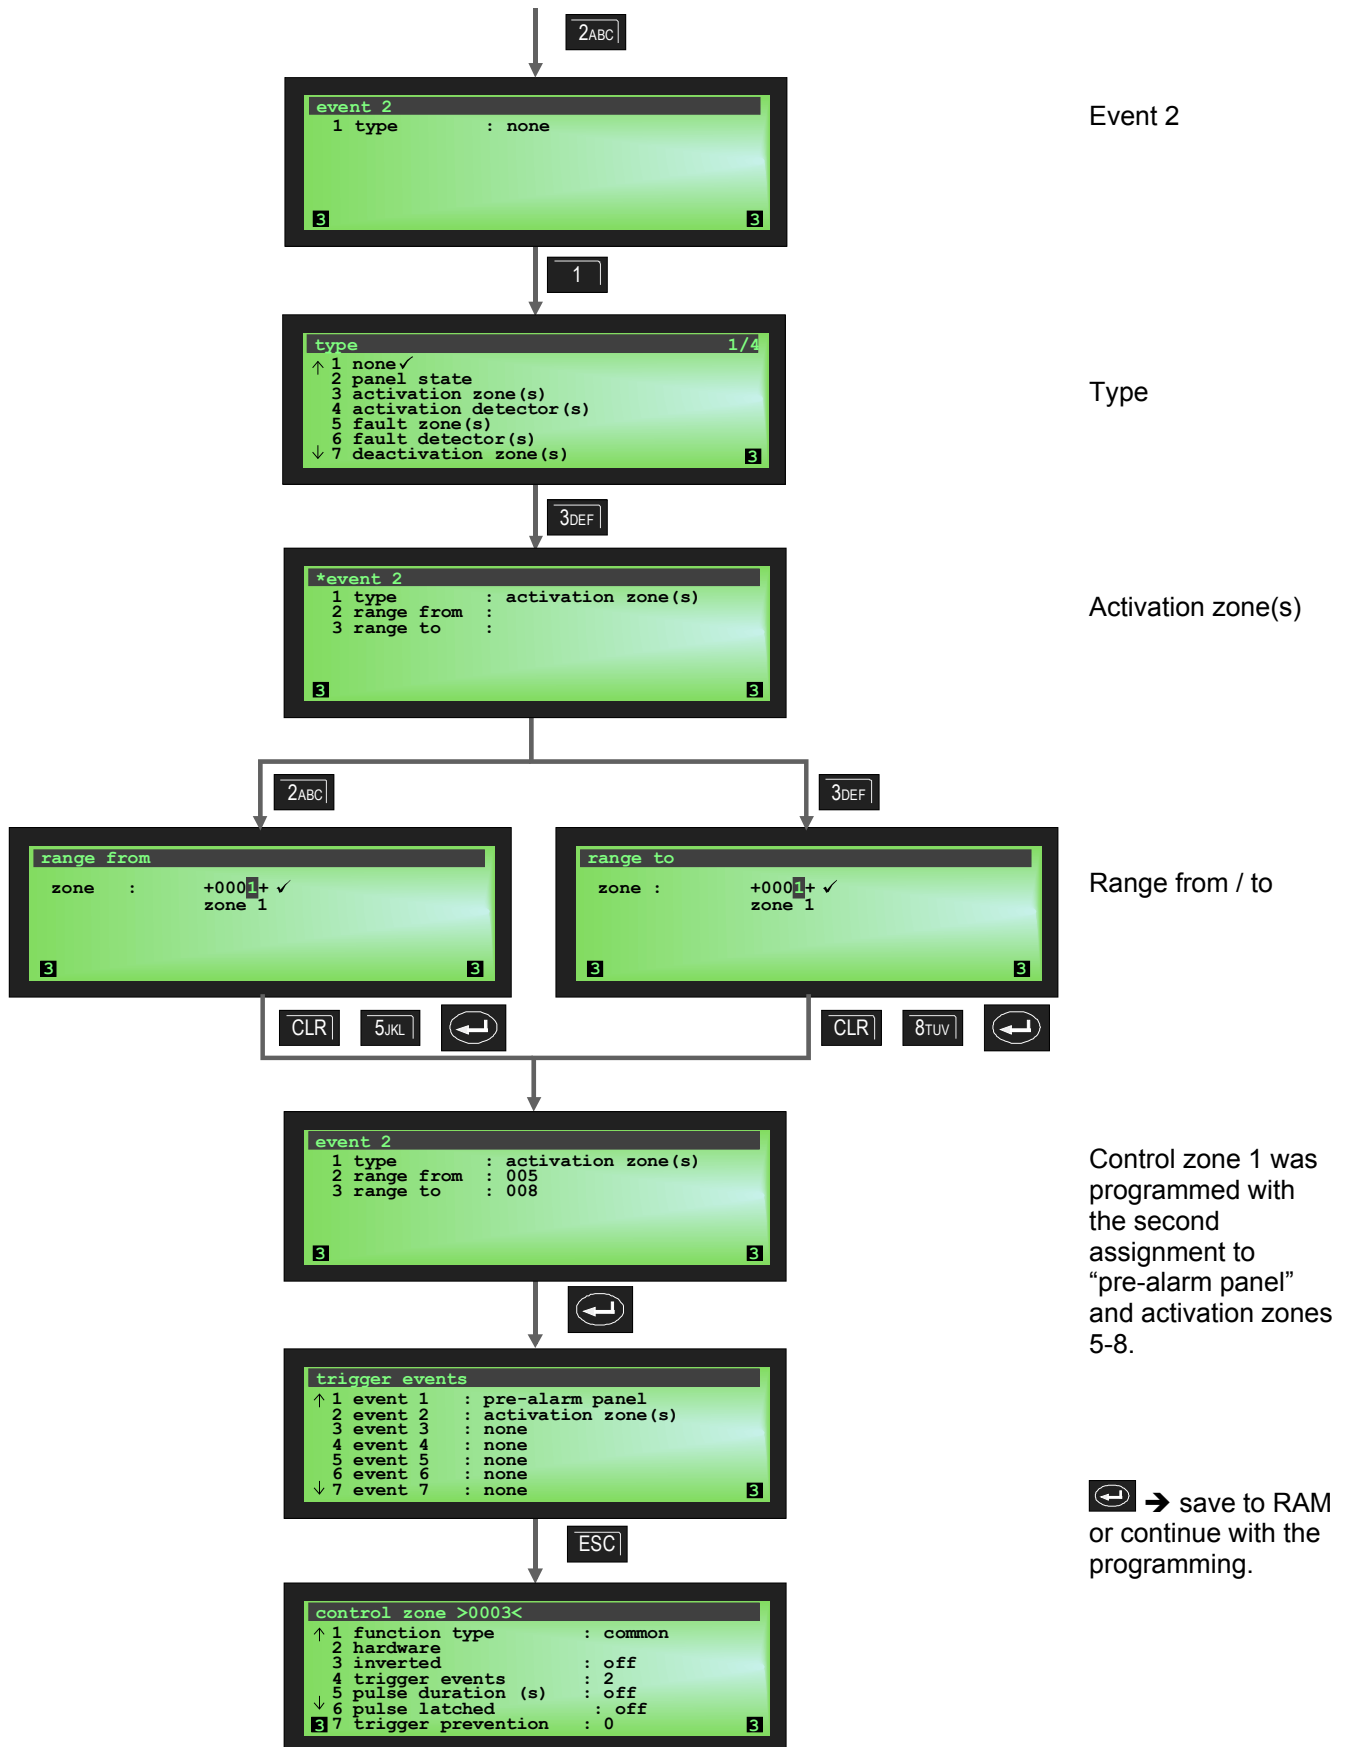 2ABC
event 2
1 type : none
3 3
Event 2
1
type 1/4
↑ 1 none✓
2 panel state
3 activation zone(s)
4 activation detector(s)
5 fault zone(s)
6 fault detector(s)
↓ 7 deactivation zone(s) 3
Type
3DEF
*event 2
1 type : activation zone(s)
2 range from :
3 range to :
3 3
Activation zone(s)
2ABC
3DEF
range from
zone : +0001+ ✓
zone 1
3 3
range to
zone : +0001+ ✓
zone 1
3 3
Range from / to
CLR 5JKL
CLR 8TUV
event 2
1 type : activation zone(s)
2 range from : 005
3 range to : 008
3 3
Control zone 1 was
programmed with
the second
assignment to
“pre-alarm panel”
and activation zones
5-8.
trigger events
↑ 1 event 1 : pre-alarm panel
2 event 2 : activation zone(s)
3 event 3 : none
4 event 4 : none
5 event 5 : none
6 event 6 : none
↓ 7 event 7 : none 3
➔ save to RAM
or continue with the
programming.
ESC
control zone >0003<
↑ 1 function type : common
2 hardware
3 inverted : off
4 trigger events : 2
5 pulse duration (s) : off
↓ 6 pulse latched : off
3 7 trigger prevention : 0 3